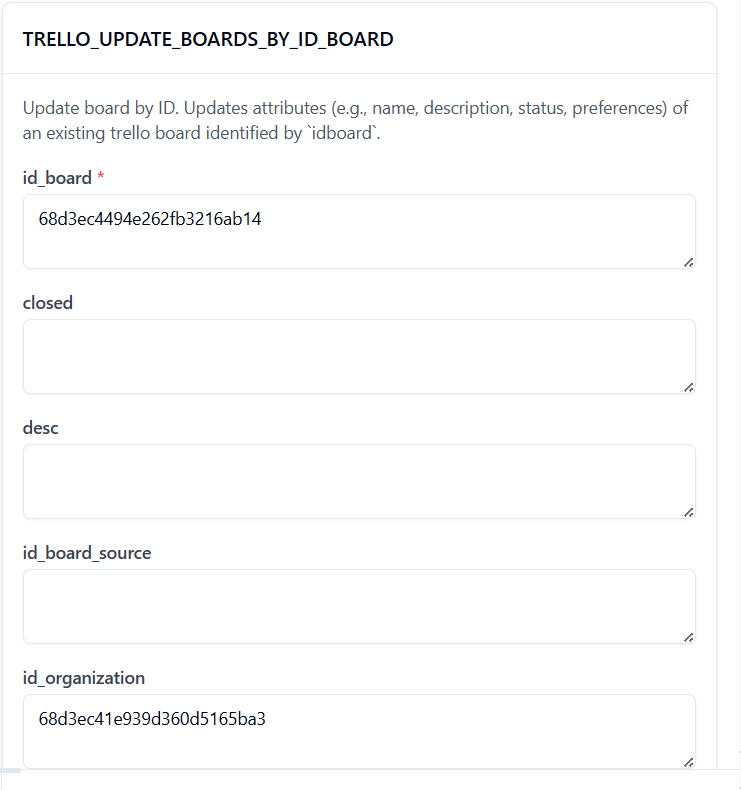 TRELLO_UPDATE_BOARDS_BY_ID_BOARD
Update board by ID. Updates attributes (e.g., name, description, status, preferences) of
an existing trello board identified by `idboard`.
id_board *
68d3ec4494e262fb3216ab14
closed
desc
id_board_source
id_organization
68d3ec41e939d360d5165ba3